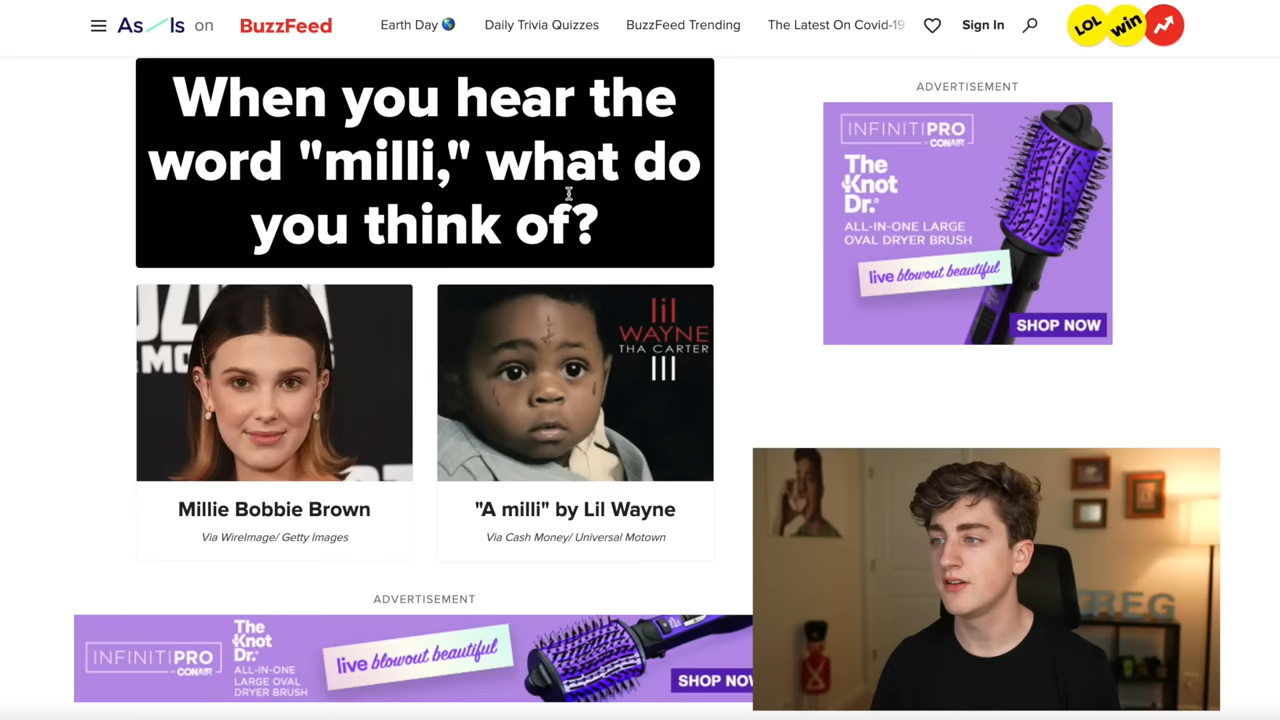 As/Is on BuzzFeed Earth Day Daily Trivia Quizzes BuzzFeed Trending The Latest On Covid-19 Sign In LOL win
When you hear the
word "milli," what do
you think of?
ADVERTISEMENT
INFINITIPRO
BY CONAIR
The
Knot
Dr.®
ALL-IN-ONE LARGE
OVAL DRYER BRUSH
live blowout beautiful
SHOP NOW
lil
WAYNE
THA CARTER
III
Millie Bobbie Brown
Via WireImage/ Getty Images
"A milli" by Lil Wayne
Via Cash Money/ Universal Motown
ADVERTISEMENT
INFINITIPRO
BY CONAIR
The
Knot
Dr.®
ALL-IN-ONE
LARGE OVAL
DRYER BRUSH
live blowout beautiful
SHOP NOW
REG